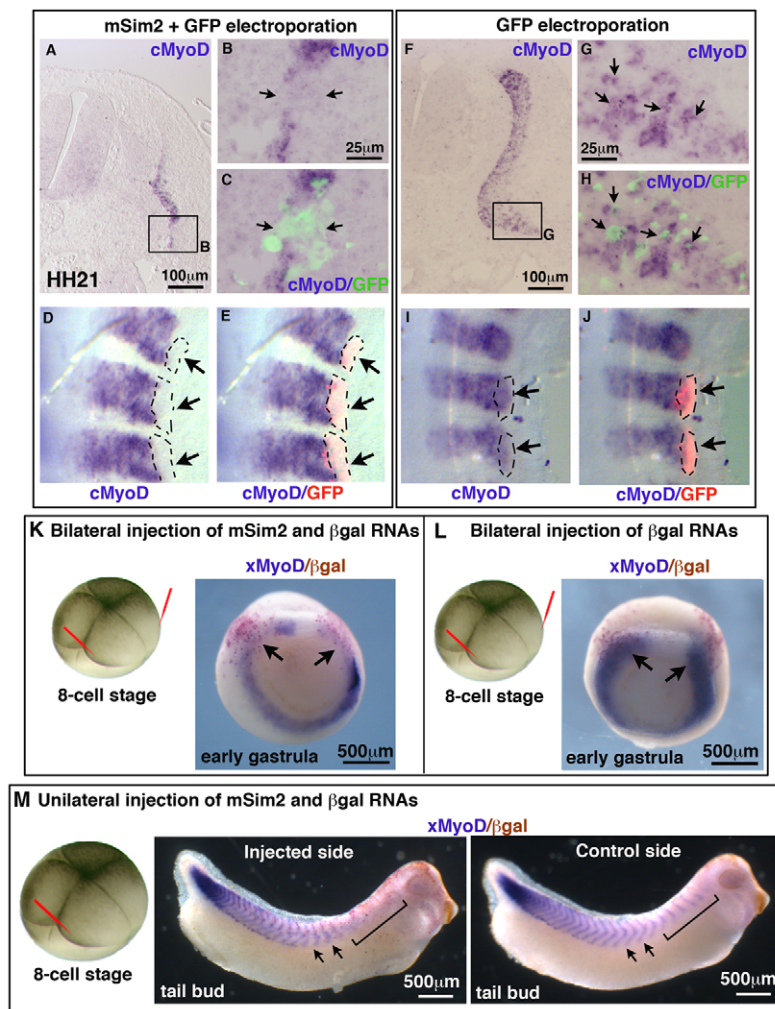 mSim2 + GFP electroporation
A
cMyoD
B
HH21
100μm
B
cMyoD
25μm
C
cMyoD/GFP
D
cMyoD
E
cMyoD/GFP
GFP electroporation
F
cMyoD
G
100μm
G
cMyoD
25μm
H
cMyoD/GFP
I
cMyoD
J
cMyoD/GFP
K Bilateral injection of mSim2 and βgal RNAs
xMyoD/βgal
8-cell stage
early gastrula
500μm
L Bilateral injection of βgal RNAs
xMyoD/βgal
8-cell stage
early gastrula
500μm
M Unilateral injection of mSim2 and βgal RNAs
xMyoD/βgal
8-cell stage
Injected side
tail bud
500μm
Control side
tail bud
500μm